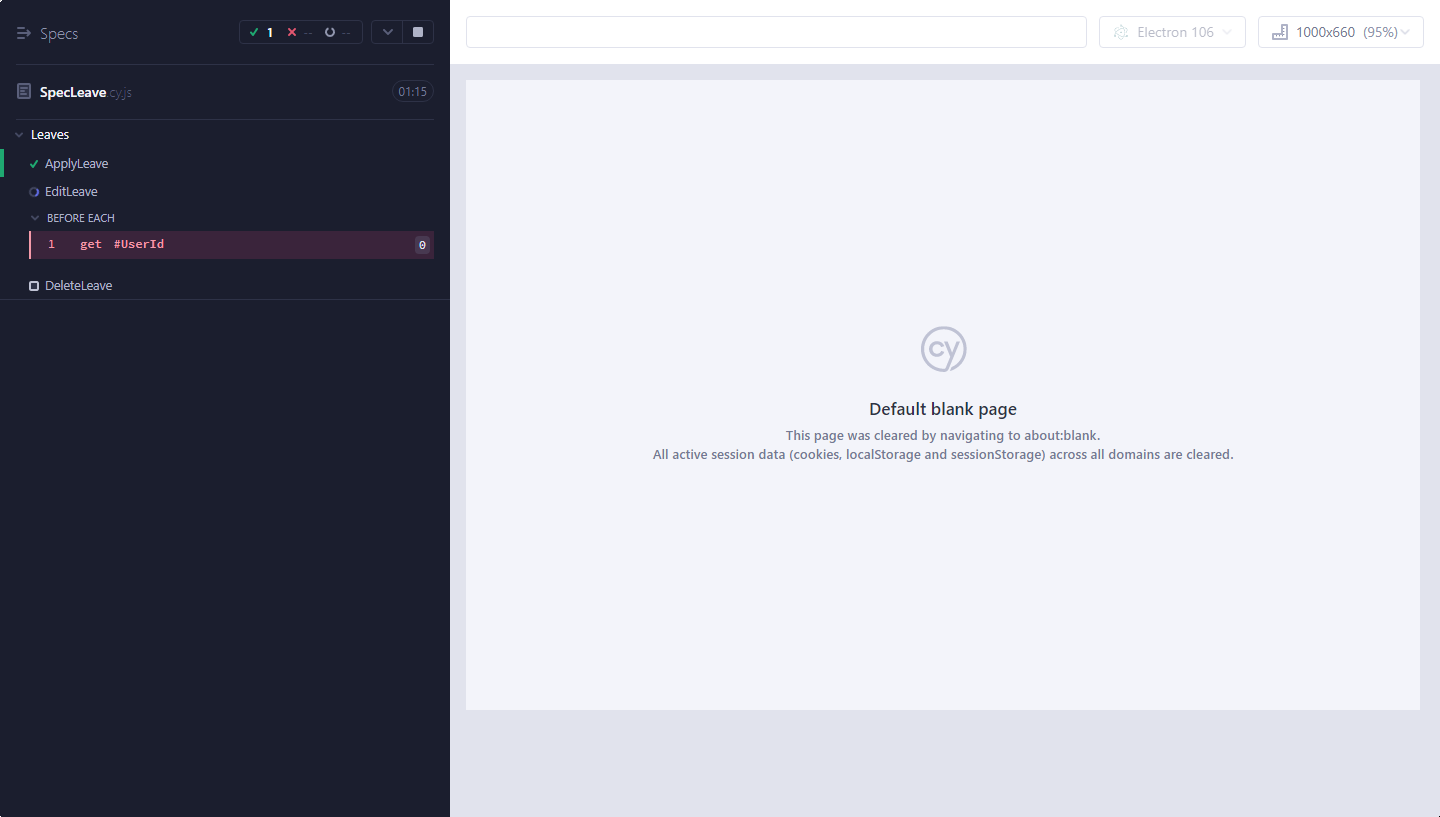 Specs
1 -- --
SpecLeave.cy.js 01:15
Leaves
ApplyLeave
EditLeave
BEFORE EACH
1 get #UserId 0
DeleteLeave
Electron 106
1000x660 (95%)
cy
Default blank page
This page was cleared by navigating to about:blank.
All active session data (cookies, localStorage and sessionStorage) across all domains are cleared.